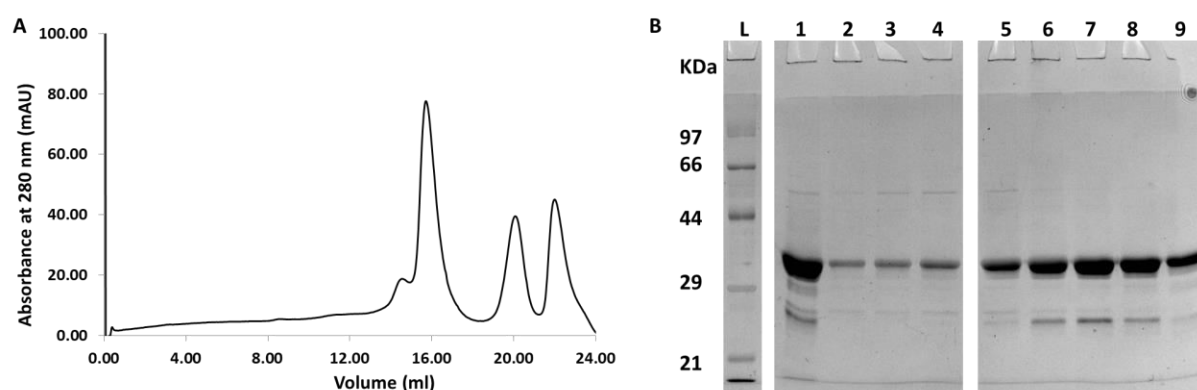 A
100.00
80.00
60.00
40.00
20.00
0.00
Absorbance at 280 nm (mAU)
0.00 4.00 8.00 12.00 16.00 20.00 24.00
Volume (ml)
B
L 1 2 3 4 5 6 7 8 9
KDa
97
66
44
29
21